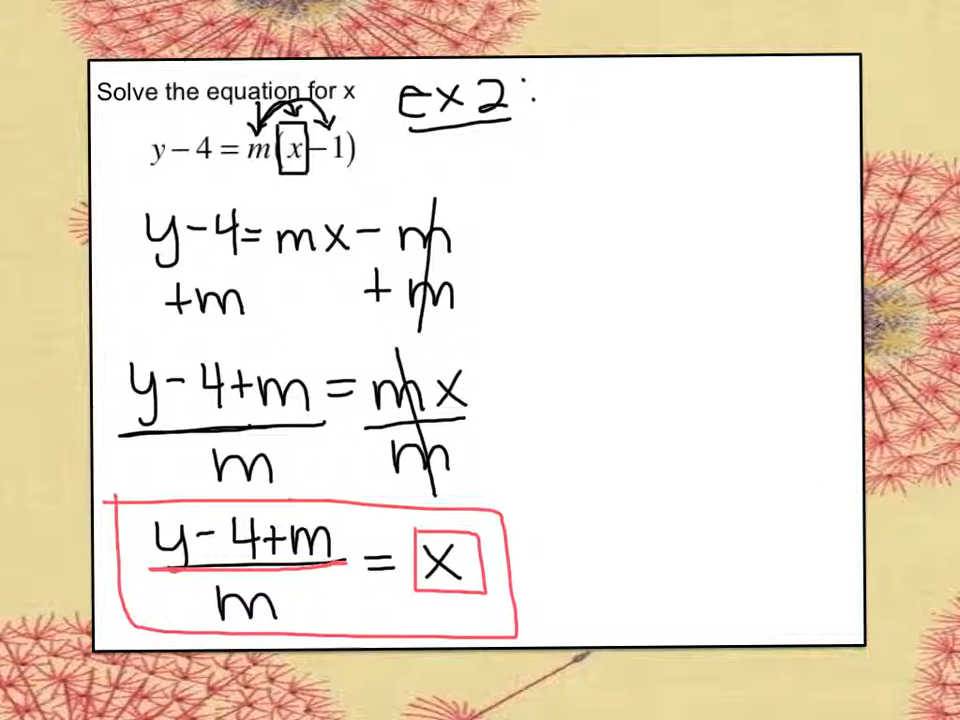 Solve the equation for x
ex 2:
y − 4 = m(x − 1)
y - 4 = mx - m
+m + m
y - 4 + m = mx
m m
y - 4 + m = x
m